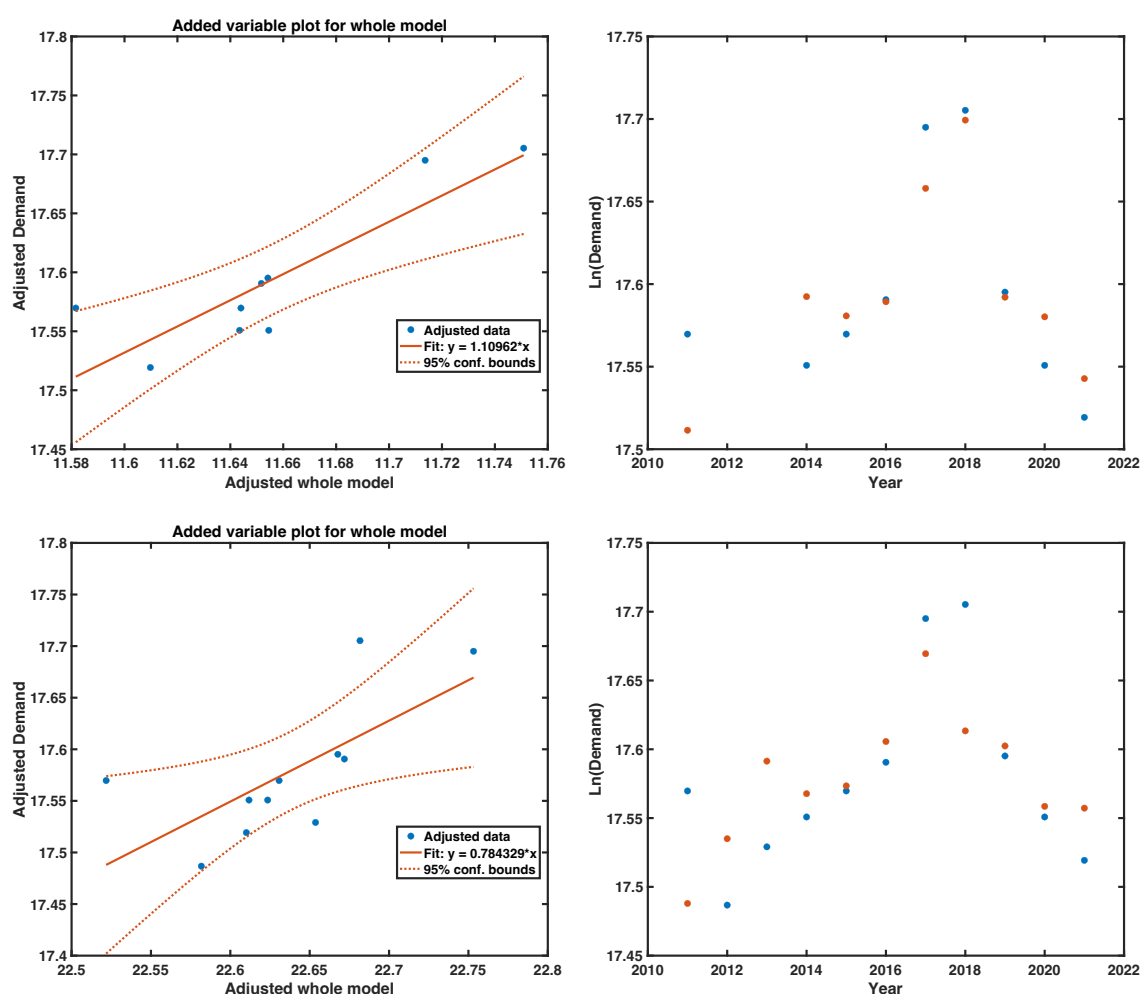 Added variable plot for whole model
17.8
17.75
17.7
17.65
17.6
17.55
17.5
17.45
Adjusted Demand
Adjusted data
Fit: y = 1.10962*x
95% conf. bounds
11.58 11.6 11.62 11.64 11.66 11.68 11.7 11.72 11.74 11.76
Adjusted whole model
17.75
17.7
17.65
17.6
17.55
17.5
Ln(Demand)
2010 2012 2014 2016 2018 2020 2022
Year
Added variable plot for whole model
17.8
17.75
17.7
17.65
17.6
17.55
17.5
17.45
17.4
Adjusted Demand
Adjusted data
Fit: y = 0.784329*x
95% conf. bounds
22.5 22.55 22.6 22.65 22.7 22.75 22.8
Adjusted whole model
17.75
17.7
17.65
17.6
17.55
17.5
17.45
Ln(Demand)
2010 2012 2014 2016 2018 2020 2022
Year